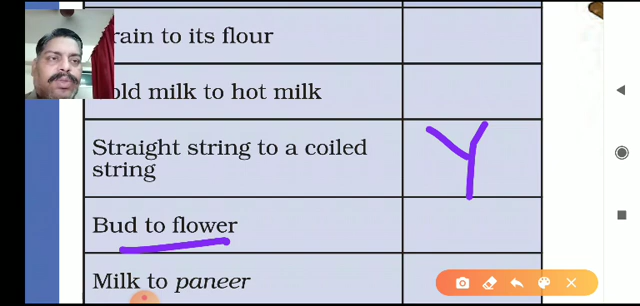 rain to its flour
old milk to hot milk
Straight string to a coiled
string
Y
Bud to flower
Milk to paneer